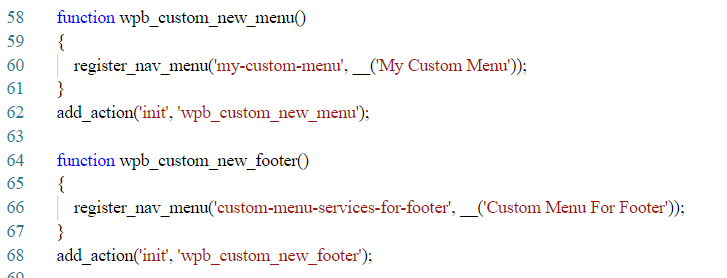 58 function wpb_custom_new_menu()
59 {
60 register_nav_menu('my-custom-menu', __('My Custom Menu'));
61 }
62 add_action('init', 'wpb_custom_new_menu');
63
64 function wpb_custom_new_footer()
65 {
66 register_nav_menu('custom-menu-services-for-footer', __('Custom Menu For Footer'));
67 }
68 add_action('init', 'wpb_custom_new_footer');